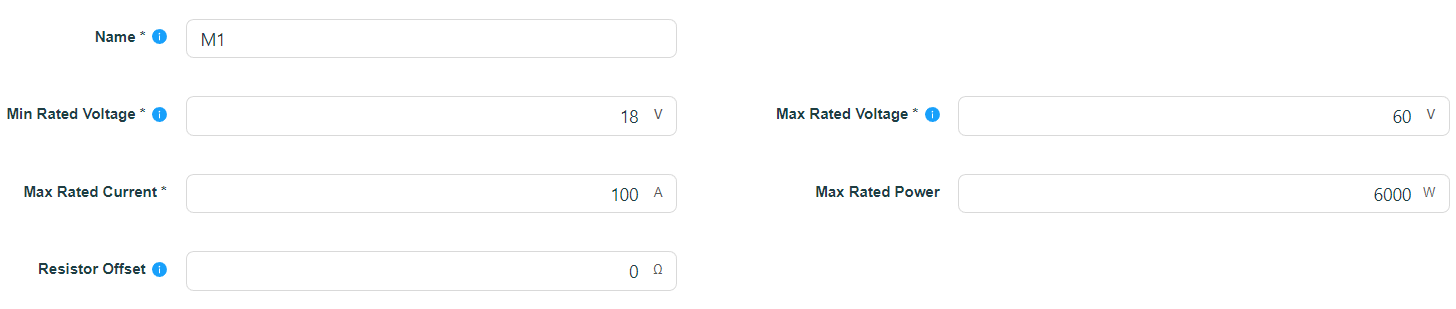 Name * M1
Min Rated Voltage * 18 V Max Rated Voltage * 60 V
Max Rated Current * 100 A Max Rated Power 6000 W
Resistor Offset 0 Ω